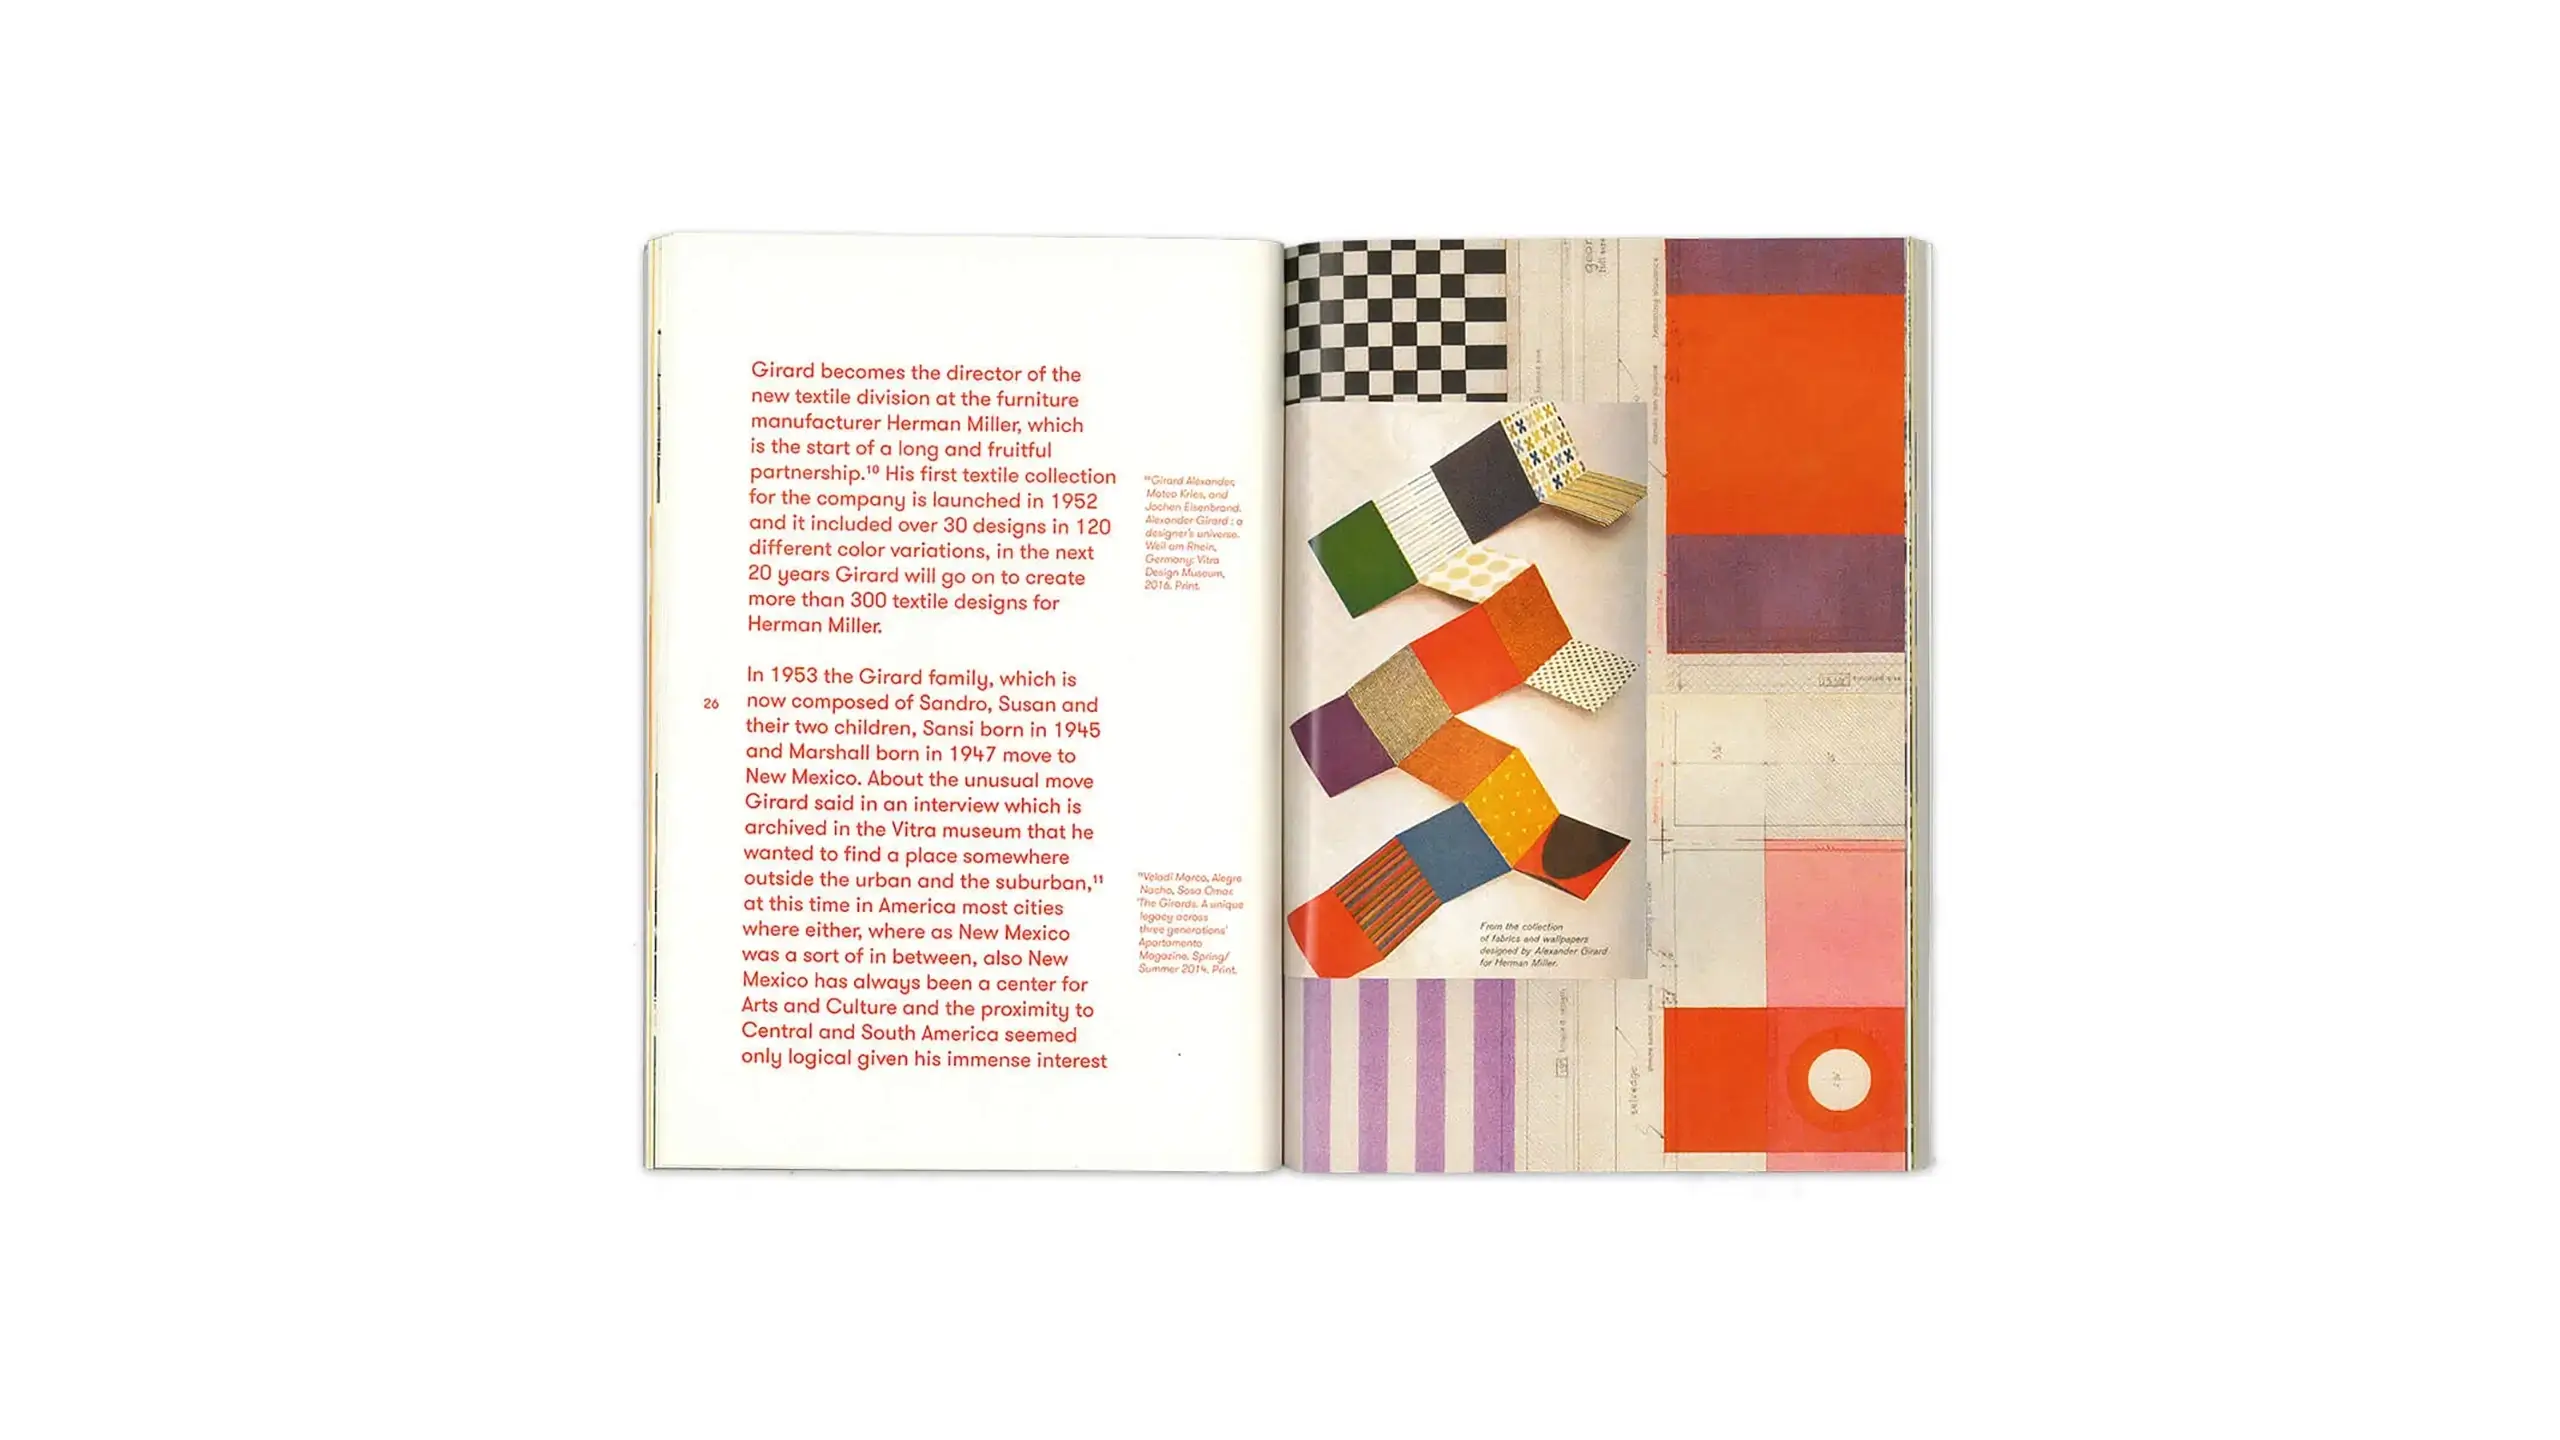 Girard becomes the director of the
new textile division at the furniture
manufacturer Herman Miller, which
is the start of a long and fruitful
partnership.¹⁰ His first textile collection
for the company is launched in 1952
and it included over 30 designs in 120
different color variations, in the next
20 years Girard will go on to create
more than 300 textile designs for
Herman Miller.
In 1953 the Girard family, which is
now composed of Sandro, Susan and
their two children, Sansi born in 1945
and Marshall born in 1947 move to
New Mexico. About the unusual move
Girard said in an interview which is
archived in the Vitra museum that he
wanted to find a place somewhere
outside the urban and the suburban,¹¹
at this time in America most cities
where either, where as New Mexico
was a sort of in between, also New
Mexico has always been a center for
Arts and Culture and the proximity to
Central and South America seemed
only logical given his immense interest
26
¹⁰Girard Alexander,
Mateo Kries, and
Jochen Eisenbrand.
Alexander Girard : a
designer's universe.
Weil am Rhein,
Germany: Vitra
Design Museum,
2016. Print.
¹¹Veladi Marco, Alegre
Nacho, Sosa Omar.
'The Girards. A unique
legacy across
three generations'
Apartamento
Magazine. Spring/
Summer 2014. Print.
From the collection
of fabrics and wallpapers
designed by Alexander Girard
for Herman Miller.
selvedge